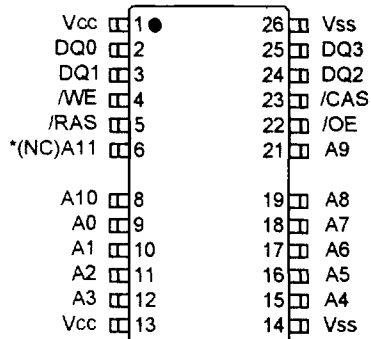 Vcc 1 26 Vss
DQ0 2 25 DQ3
DQ1 3 24 DQ2
/WE 4 23 /CAS
/RAS 5 22 /OE
*(NC)A11 6 21 A9
A10 8 19 A8
A0 9 18 A7
A1 10 17 A6
A2 11 16 A5
A3 12 15 A4
Vcc 13 14 Vss